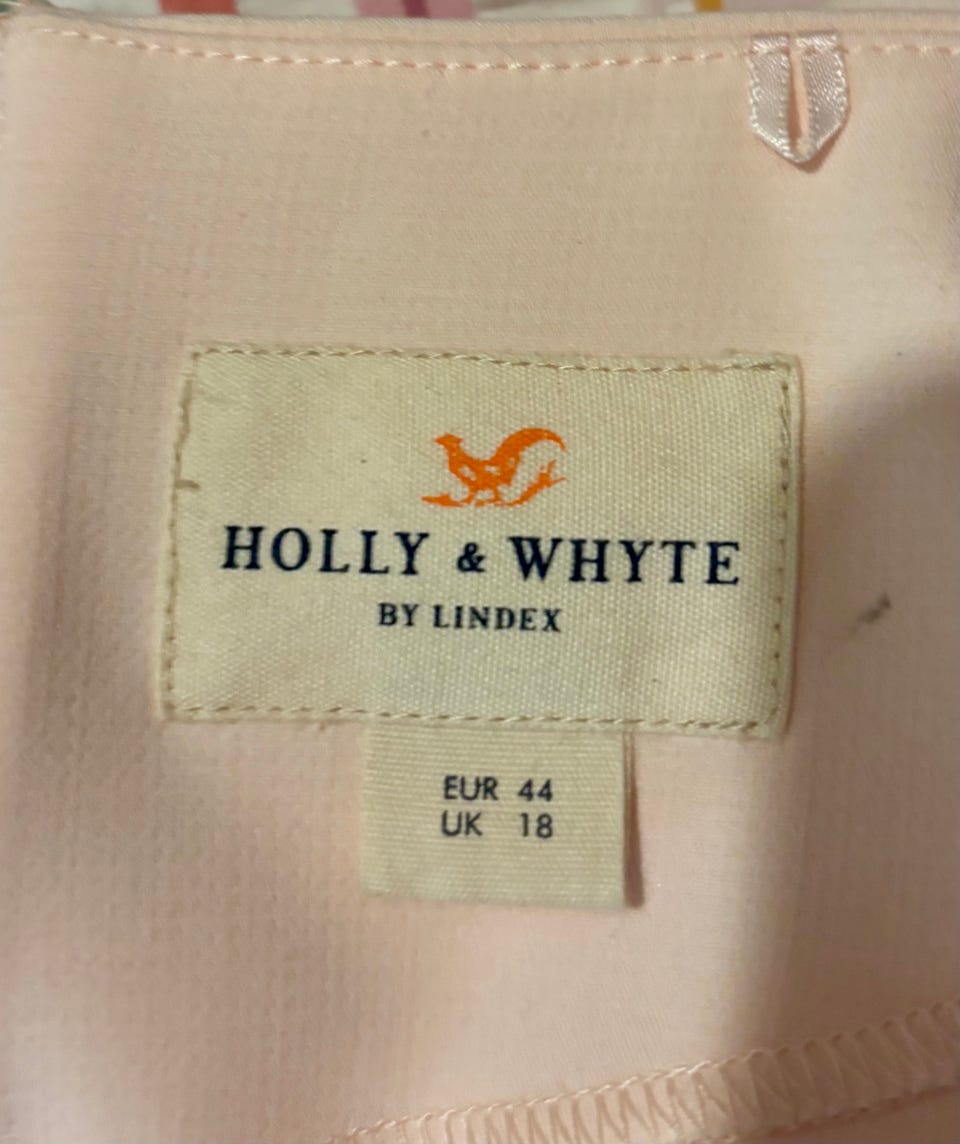 HOLLY & WHYTE
BY LINDEX
EUR 44
UK 18